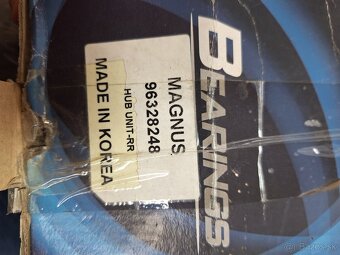 BEARINGS
MAGNUS
96328248
HUB UNIT-RR
MADE IN KOREA